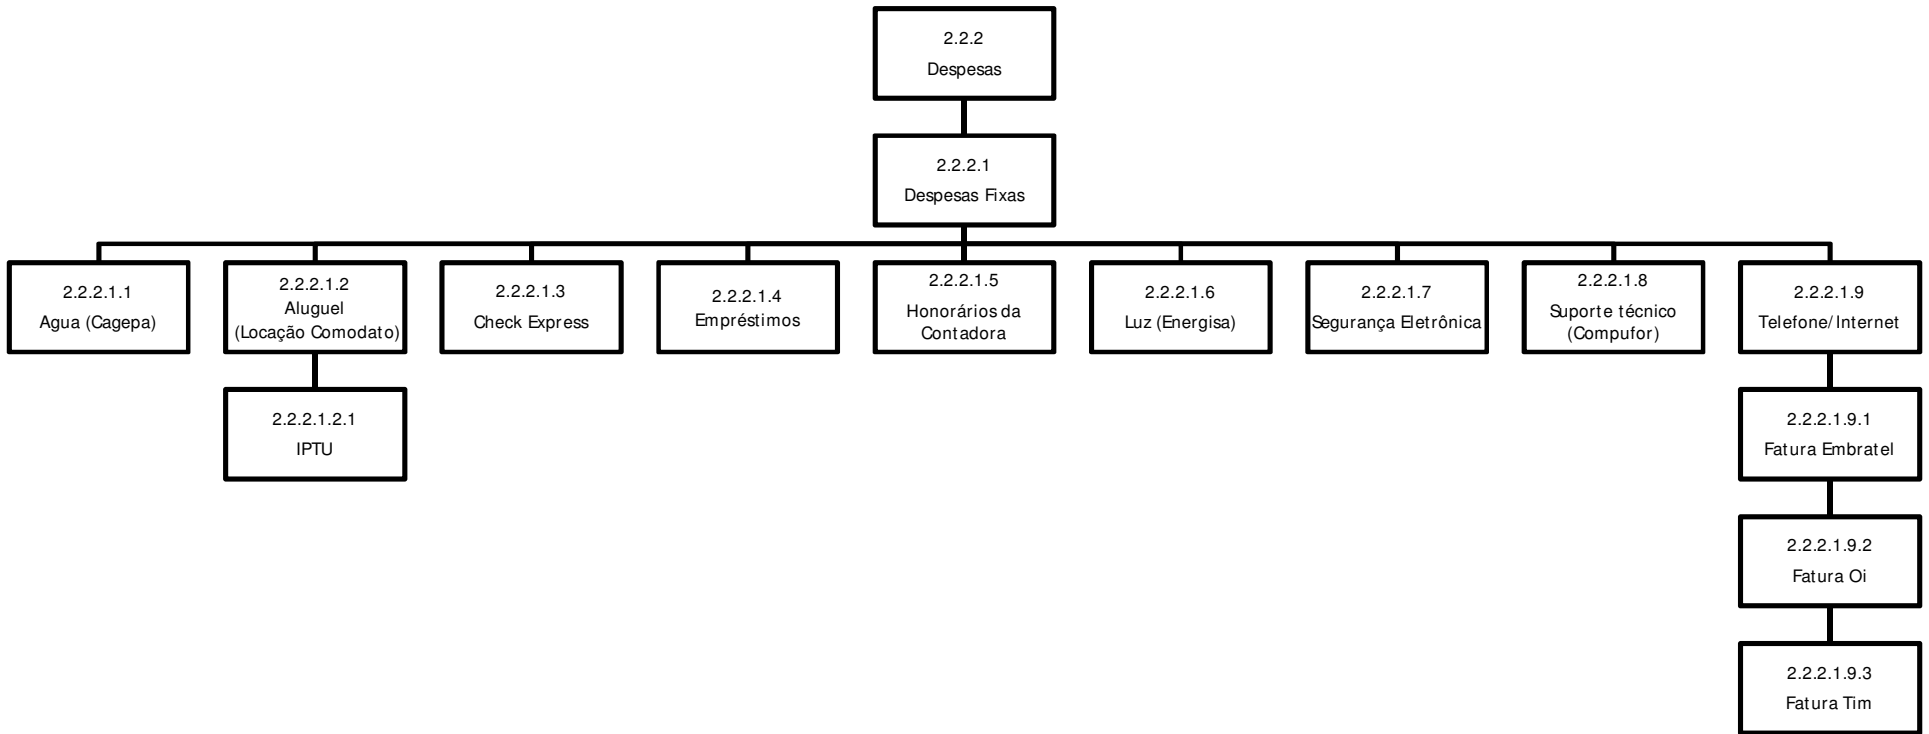 2.2.2
Despesas
2.2.2.1
Despesas Fixas
2.2.2.1.1
Agua (Cagepa)
2.2.2.1.2
Aluguel
(Locação Comodato)
2.2.2.1.3
Check Express
2.2.2.1.4
Empréstimos
2.2.2.1.5
Honorários da
Contadora
2.2.2.1.6
Luz (Energisa)
2.2.2.1.7
Segurança Eletrônica
2.2.2.1.8
Suporte técnico
(Compufor)
2.2.2.1.9
Telefone/ Internet
2.2.2.1.2.1
IPTU
2.2.2.1.9.1
Fatura Embratel
2.2.2.1.9.2
Fatura Oi
2.2.2.1.9.3
Fatura Tim